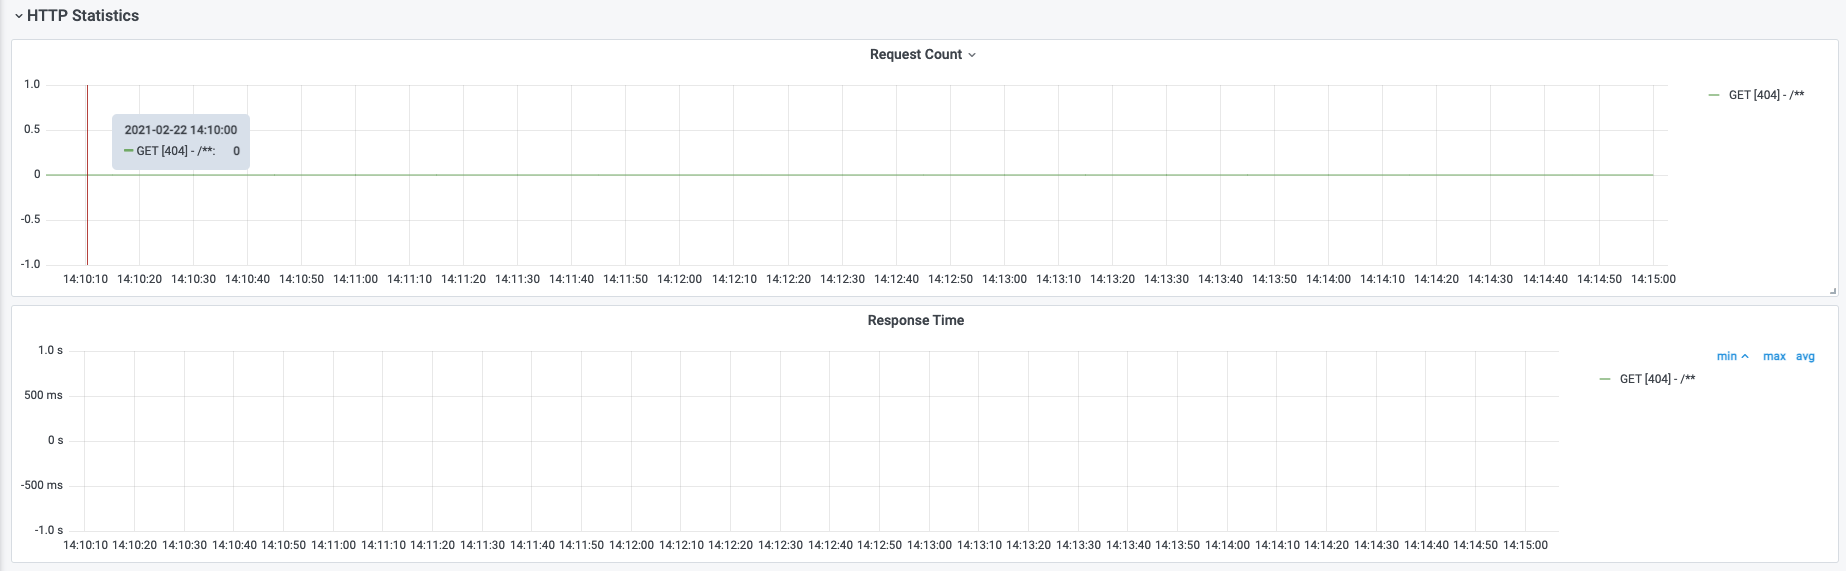 HTTP Statistics
Request Count
1.0
0.5
0
-0.5
-1.0
2021-02-22 14:10:00
GET [404] - /**: 0
GET [404] - /**
14:10:10 14:10:20 14:10:30 14:10:40 14:10:50 14:11:00 14:11:10 14:11:20 14:11:30 14:11:40 14:11:50 14:12:00 14:12:10 14:12:20 14:12:30 14:12:40 14:12:50 14:13:00 14:13:10 14:13:20 14:13:30 14:13:40 14:13:50 14:14:00 14:14:10 14:14:20 14:14:30 14:14:40 14:14:50 14:15:00
Response Time
1.0 s
500 ms
0 s
-500 ms
-1.0 s
min max avg
GET [404] - /**
14:10:10 14:10:20 14:10:30 14:10:40 14:10:50 14:11:00 14:11:10 14:11:20 14:11:30 14:11:40 14:11:50 14:12:00 14:12:10 14:12:20 14:12:30 14:12:40 14:12:50 14:13:00 14:13:10 14:13:20 14:13:30 14:13:40 14:13:50 14:14:00 14:14:10 14:14:20 14:14:30 14:14:40 14:14:50 14:15:00